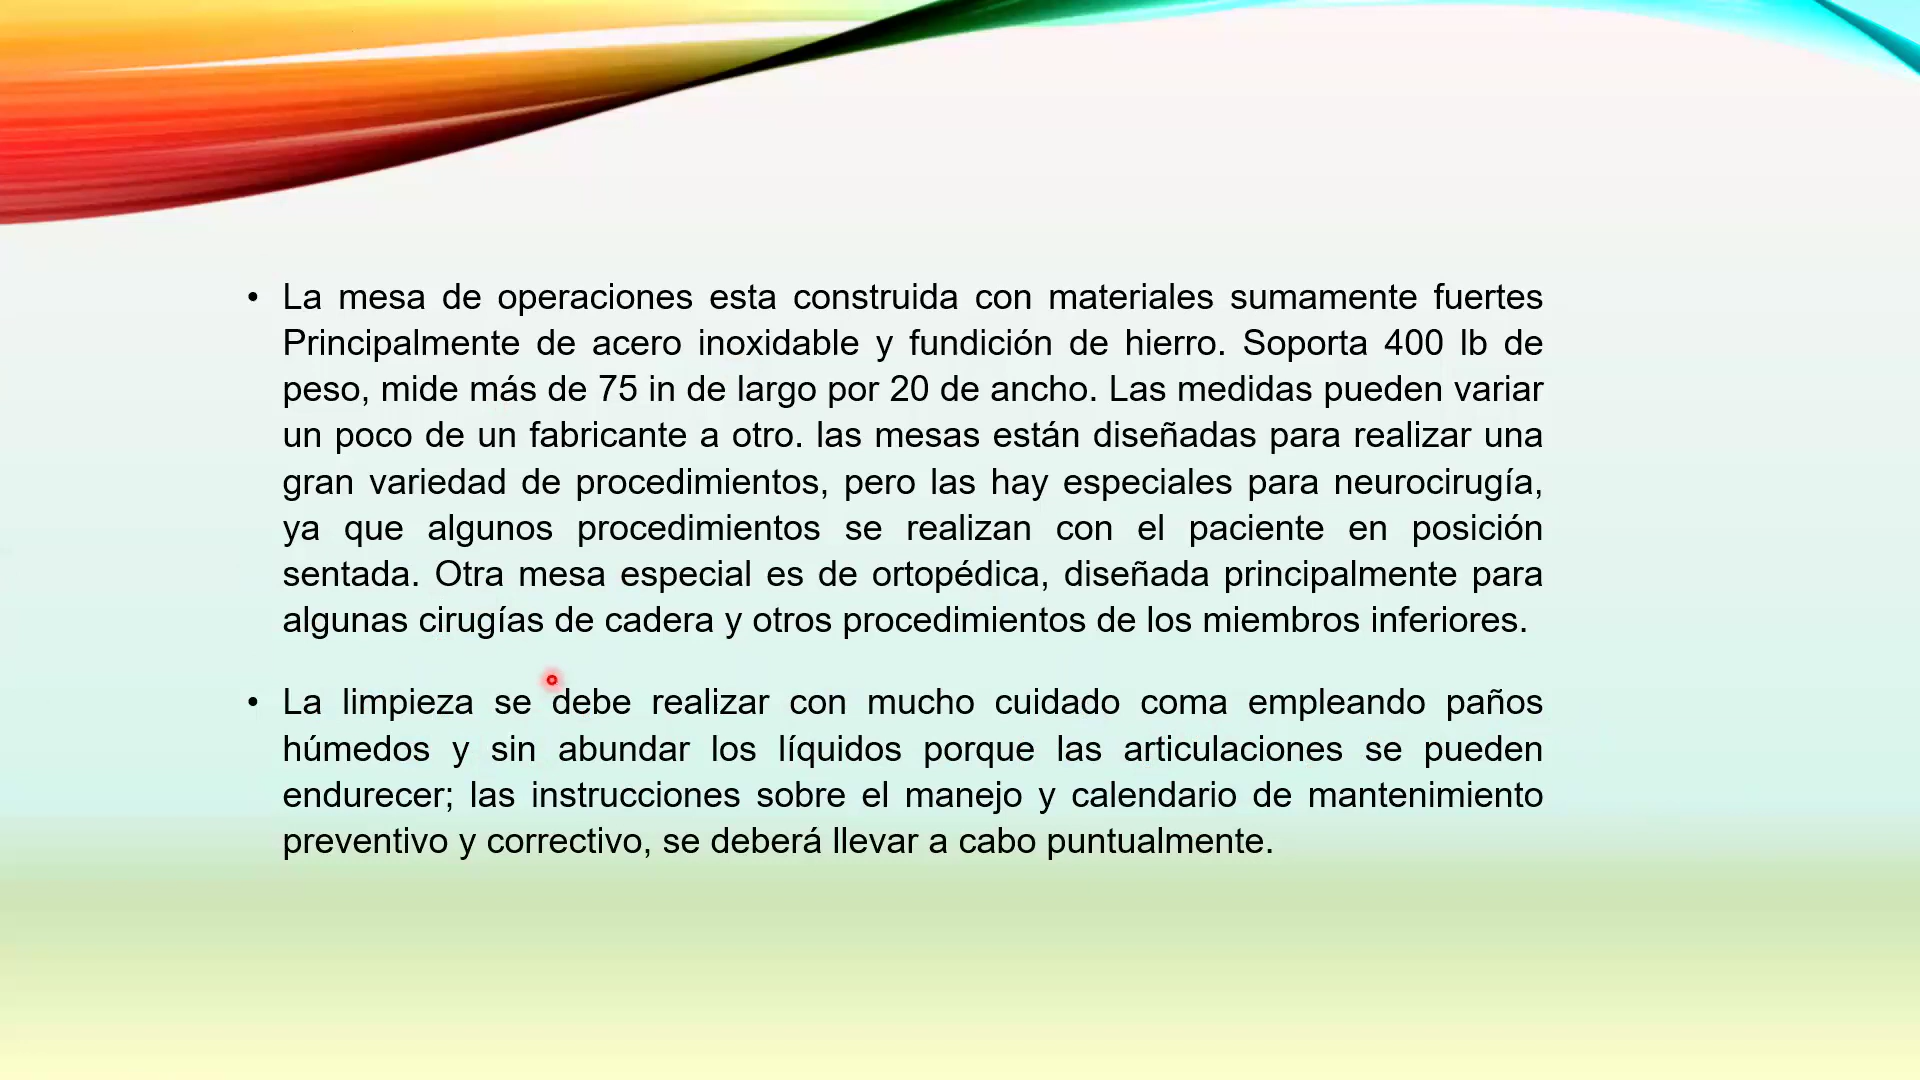 • La mesa de operaciones esta construida con materiales sumamente fuertes
Principalmente de acero inoxidable y fundición de hierro. Soporta 400 lb de
peso, mide más de 75 in de largo por 20 de ancho. Las medidas pueden variar
un poco de un fabricante a otro. las mesas están diseñadas para realizar una
gran variedad de procedimientos, pero las hay especiales para neurocirugía,
ya que algunos procedimientos se realizan con el paciente en posición
sentada. Otra mesa especial es de ortopédica, diseñada principalmente para
algunas cirugías de cadera y otros procedimientos de los miembros inferiores.
• La limpieza se debe realizar con mucho cuidado coma empleando paños
húmedos y sin abundar los líquidos porque las articulaciones se pueden
endurecer; las instrucciones sobre el manejo y calendario de mantenimiento
preventivo y correctivo, se deberá llevar a cabo puntualmente.